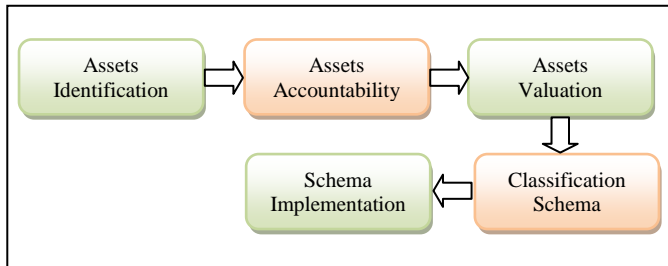 Assets
Identification
Assets
Accountability
Assets
Valuation
Classification
Schema
Schema
Implementation